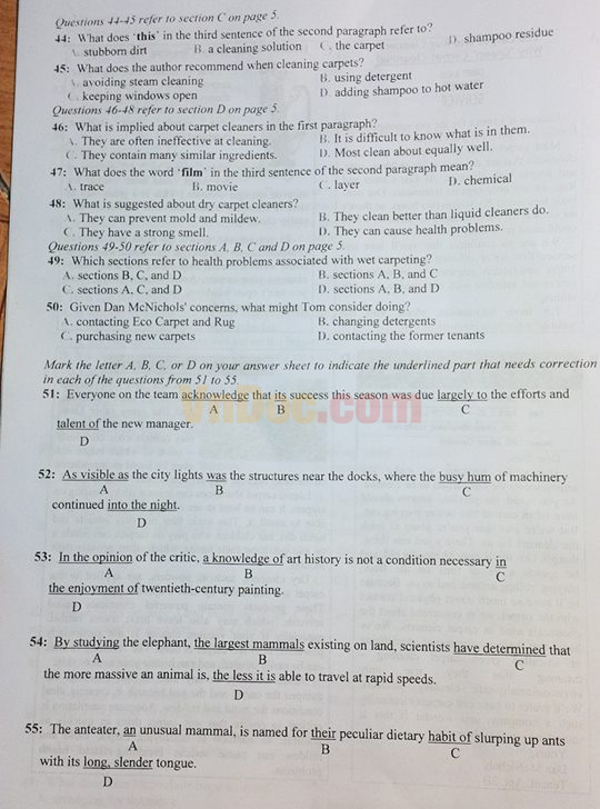 Questions 44-45 refer to section C on page 5.
44: What does 'this' in the third sentence of the second paragraph refer to?
A. stubborn dirt B. a cleaning solution C. the carpet D. shampoo residue
45: What does the author recommend when cleaning carpets?
A. avoiding steam cleaning B. using detergent
C. keeping windows open D. adding shampoo to hot water
Questions 46-48 refer to section D on page 5.
46: What is implied about carpet cleaners in the first paragraph?
A. They are often ineffective at cleaning. B. It is difficult to know what is in them.
C. They contain many similar ingredients. D. Most clean about equally well.
47: What does the word 'film' in the third sentence of the second paragraph mean?
A. trace B. movie C. layer D. chemical
48: What is suggested about dry carpet cleaners?
A. They can prevent mold and mildew. B. They clean better than liquid cleaners do.
C. They have a strong smell. D. They can cause health problems.
Questions 49-50 refer to sections A, B, C and D on page 5.
49: Which sections refer to health problems associated with wet carpeting?
A. sections B, C, and D B. sections A, B, and C
C. sections A, C, and D D. sections A, B, and D
50: Given Dan McNichols' concerns, what might Tom consider doing?
A. contacting Eco Carpet and Rug B. changing detergents
C. purchasing new carpets D. contacting the former tenants
Mark the letter A, B, C, or D on your answer sheet to indicate the underlined part that needs correction
in each of the questions from 51 to 55.
51: Everyone on the team acknowledge that its success this season was due largely to the efforts and
A B C
talent of the new manager.
D
vnDoc.com
52: As visible as the city lights was the structures near the docks, where the busy hum of machinery
A B C
continued into the night.
D
53: In the opinion of the critic, a knowledge of art history is not a condition necessary in
A B C
the enjoyment of twentieth-century painting.
D
54: By studying the elephant, the largest mammals existing on land, scientists have determined that
A B C
the more massive an animal is, the less it is able to travel at rapid speeds.
D
55: The anteater, an unusual mammal, is named for their peculiar dietary habit of slurping up ants
A B C
with its long, slender tongue.
D